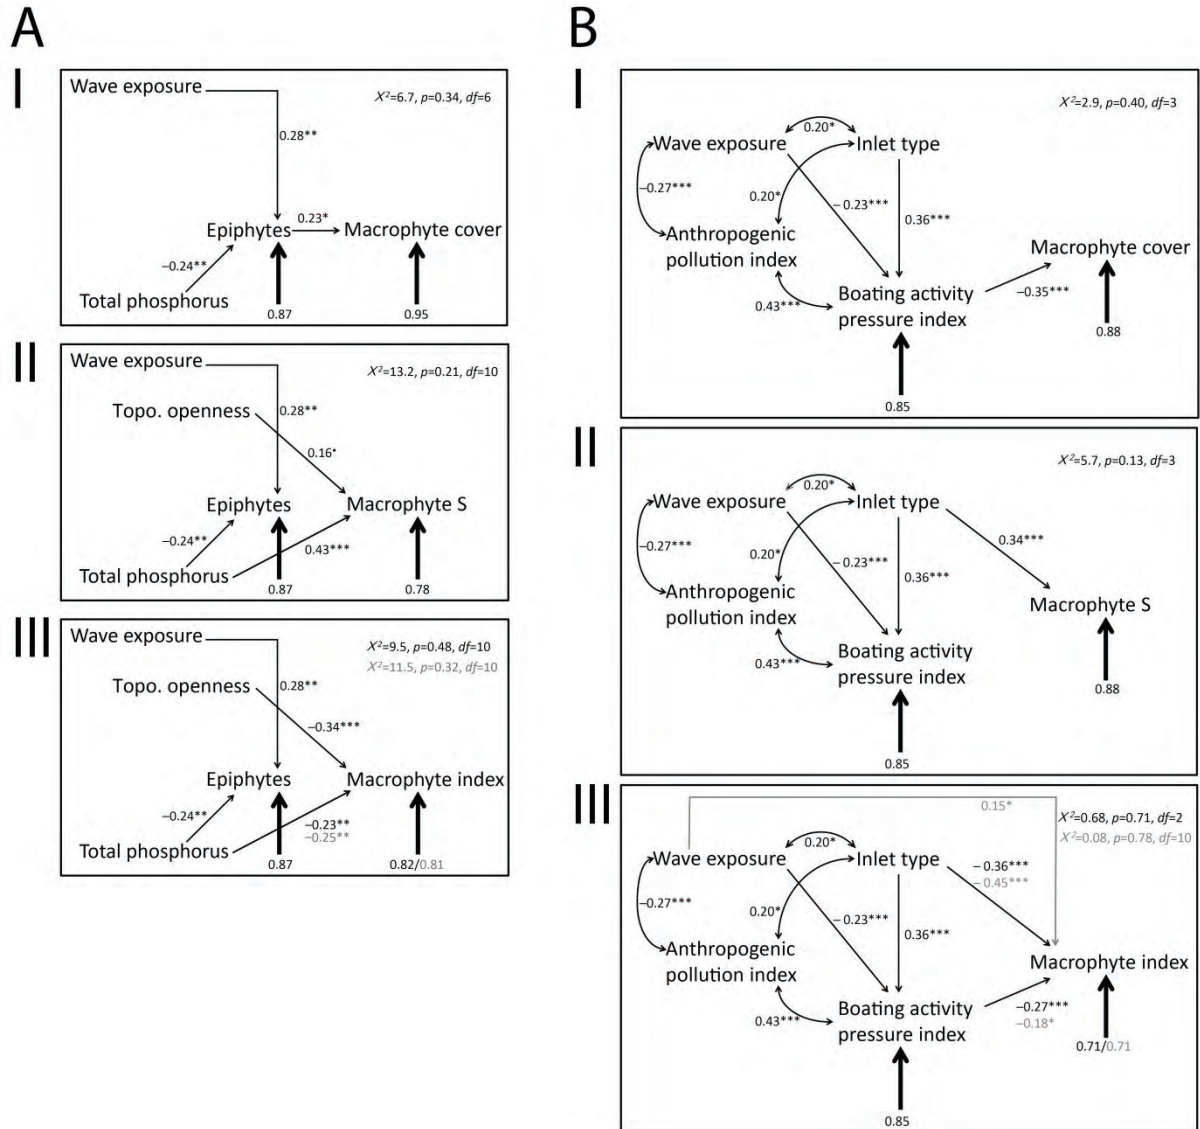 A
I
Wave exposure
X²=6.7, p=0.34, df=6
0.28**
Epiphytes
0.23*
Macrophyte cover
−0.24**
Total phosphorus
0.87
0.95
II
Wave exposure
X²=13.2, p=0.21, df=10
Topo. openness
0.28**
0.16•
Epiphytes
Macrophyte S
−0.24**
0.43***
Total phosphorus
0.87
0.78
III
Wave exposure
X²=9.5, p=0.48, df=10
X²=11.5, p=0.32, df=10
Topo. openness
0.28**
−0.34***
Epiphytes
Macrophyte index
−0.24**
−0.23**
−0.25**
Total phosphorus
0.87
0.82/0.81
B
I
X²=2.9, p=0.40, df=3
0.20*
Wave exposure
Inlet type
−0.27***
0.20*
−0.23***
0.36***
Anthropogenic
pollution index
Macrophyte cover
Boating activity
pressure index
0.43***
−0.35***
0.88
0.85
II
X²=5.7, p=0.13, df=3
0.20*
Wave exposure
Inlet type
0.34***
−0.27***
0.20*
−0.23***
0.36***
Anthropogenic
pollution index
Macrophyte S
Boating activity
pressure index
0.43***
0.88
0.85
III
0.15*
X²=0.68, p=0.71, df=2
X²=0.08, p=0.78, df=10
0.20*
Wave exposure
Inlet type
−0.36***
−0.45***
−0.27***
0.20*
−0.23***
0.36***
Anthropogenic
pollution index
Macrophyte index
Boating activity
pressure index
0.43***
−0.27***
−0.18*
0.71/0.71
0.85